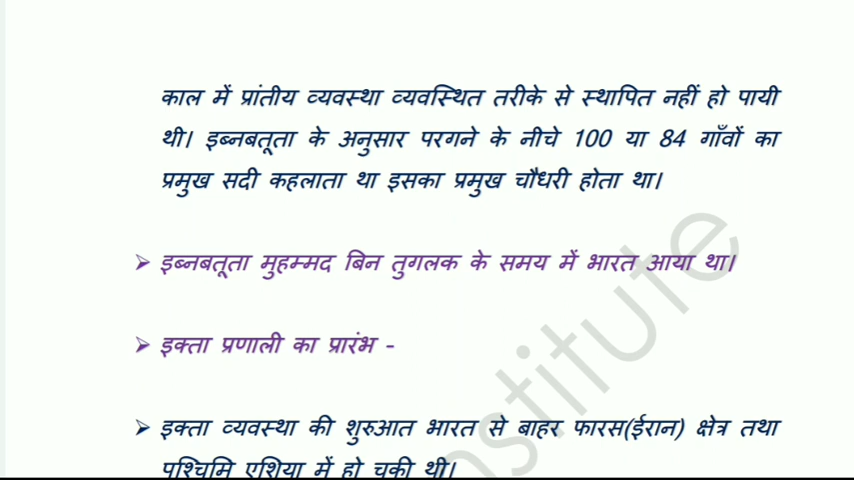 काल में प्रांतीय व्यवस्था व्यवस्थित तरीके से स्थापित नहीं हो पायी
थी। इब्नबतूता के अनुसार परगने के नीचे 100 या 84 गाँवों का
प्रमुख सदी कहलाता था इसका प्रमुख चौधरी होता था।
➢ इब्नबतूता मुहम्मद बिन तुगलक के समय में भारत आया था।
➢ इक्ता प्रणाली का प्रारंभ -
➢ इक्ता व्यवस्था की शुरुआत भारत से बाहर फारस(ईरान) क्षेत्र तथा
पश्चिमि एशिया में हो चुकी थी।
nstitute